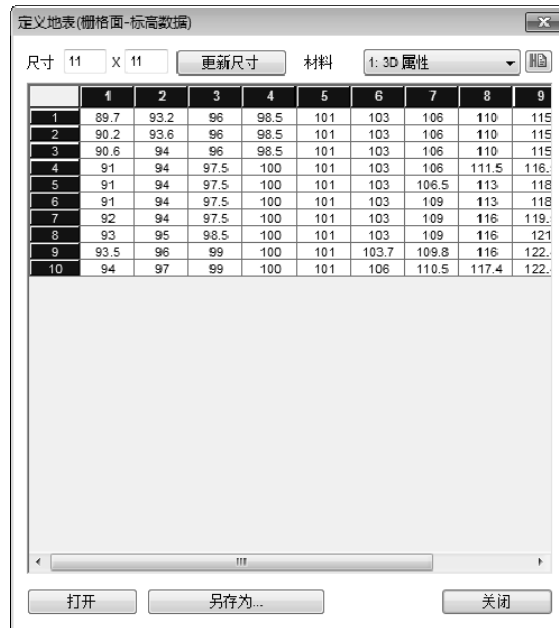 定义地表(栅格面-标高数据)
尺寸 11 X 11 更新尺寸 材料 1: 3D 属性
1 2 3 4 5 6 7 8 9
1 89.7 93.2 96 98.5 101 103 106 110 115
2 90.2 93.6 96 98.5 101 103 106 110 115
3 90.6 94 96 98.5 101 103 106 110 115
4 91 94 97.5 100 101 103 106 111.5 116.
5 91 94 97.5 100 101 103 106.5 113 118
6 91 94 97.5 100 101 103 109 113 118
7 92 94 97.5 100 101 103 109 116 119.
8 93 95 98.5 100 101 103 109 116 121
9 93.5 96 99 100 101 103.7 109.8 116 122.
10 94 97 99 100 101 106 110.5 117.4 122.
打开 另存为... 关闭